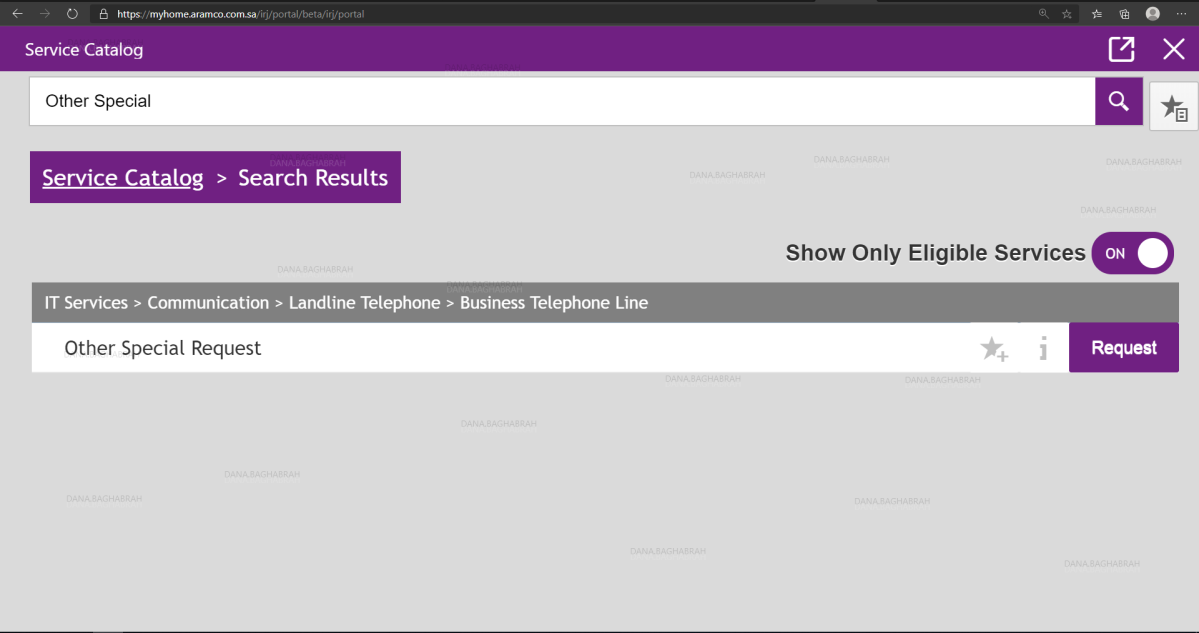 https://myhome.aramco.com.sa/irj/portal/beta/irj/portal
Service Catalog
Other Special
DANA.BAGHABRAH
Service Catalog > Search Results
DANA.BAGHABRAH
DANA.BAGHABRAH
DANA.BAGHABRAH
DANA.BAGHABRAH
Show Only Eligible Services ON
DANA.BAGHABRAH
DANA.BAGHABRAH
IT Services > Communication > Landline Telephone > Business Telephone Line
Other Special Request
Request
DANA.BAGHABRAH
DANA.BAGHABRAH
DANA.BAGHABRAH
DANA.BAGHABRAH
DANA.BAGHABRAH
DANA.BAGHABRAH
DANA.BAGHABRAH
DANA.BAGHABRAH